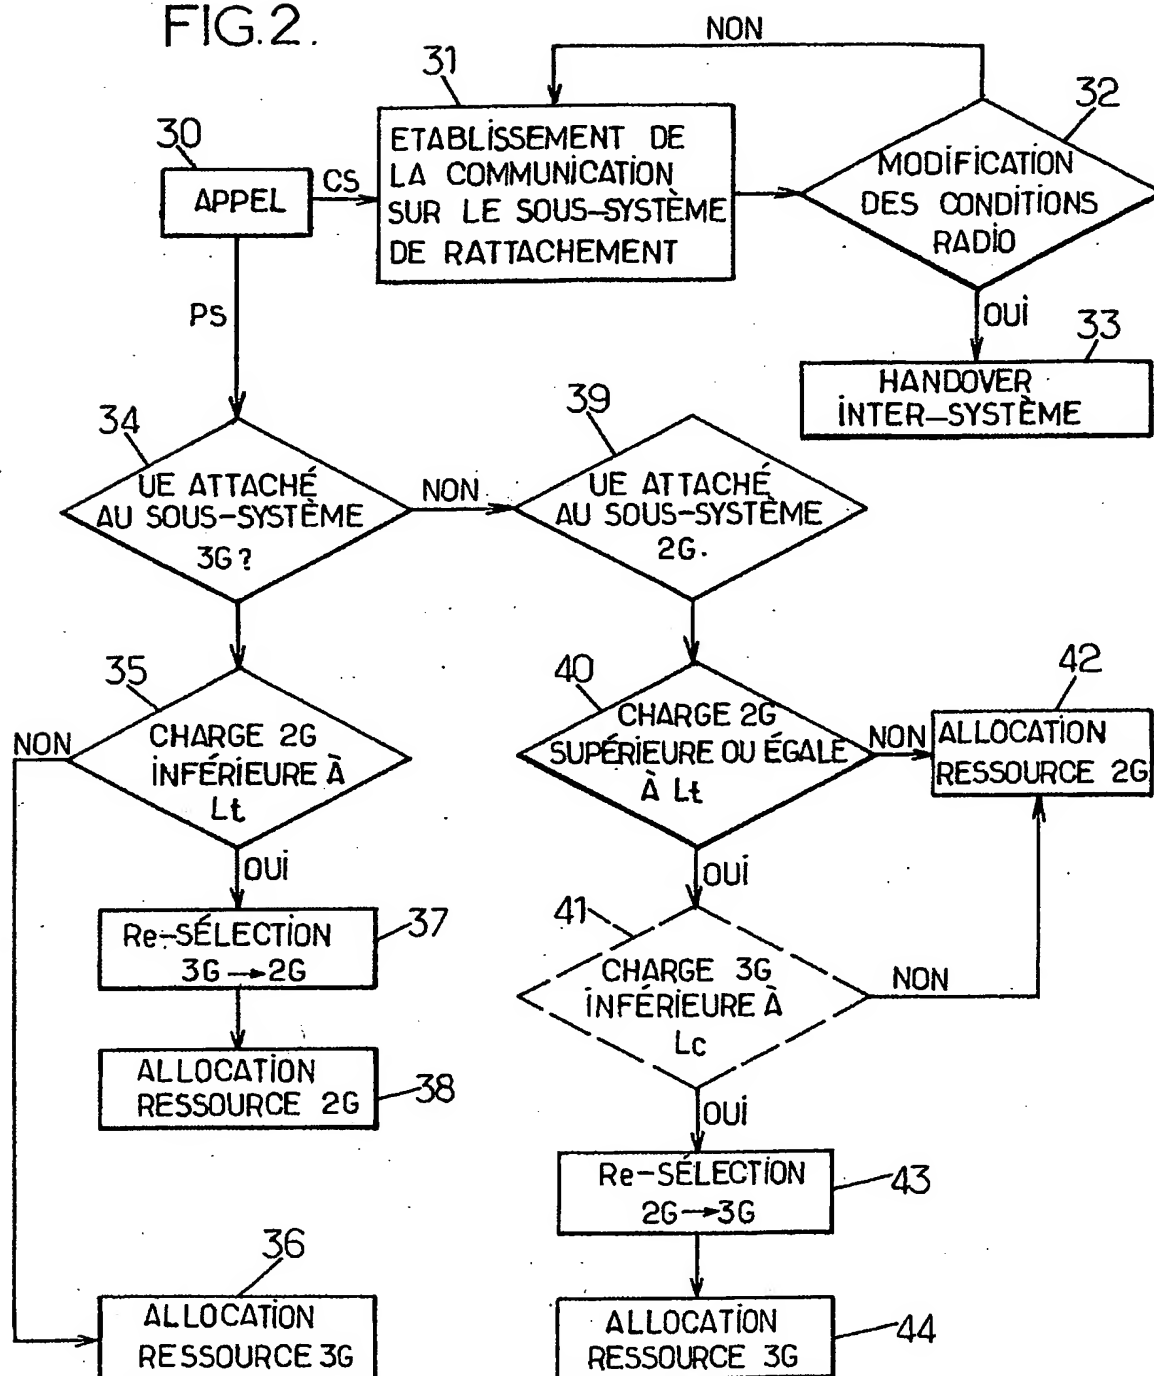 FIG.2.
NON
31
32
30
APPEL
CS
ETABLISSEMENT DE
LA COMMUNICATION
SUR LE SOUS-SYSTÈME
DE RATTACHEMENT
MODIFICATION
DES CONDITIONS
RADIO
PS
OUI
33
HANDOVER
INTER-SYSTÈME
34
UE ATTACHÉ
AU SOUS-SYSTÈME
3G?
NON
39
UE ATTACHÉ
AU SOUS-SYSTÈME
2G.
35
NON
CHARGE 2G
INFÉRIEURE À
Lt
OUI
40
CHARGE 2G
SUPÉRIEURE OU ÉGALE
À Lt
NON
42
ALLOCATION
RESSOURCE 2G
OUI
37
Re-SÉLECTION
3G→2G
41
CHARGE 3G
INFÉRIEURE À
Lc
NON
38
ALLOCATION
RESSOURCE 2G
OUI
Re-SÉLECTION
2G→3G
43
36
ALLOCATION
RESSOURCE 3G
ALLOCATION
RESSOURCE 3G
44